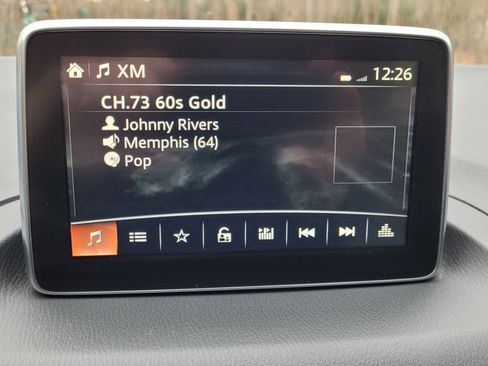 XM
12:26
CH.73 60s Gold
Johnny Rivers
Memphis (64)
Pop